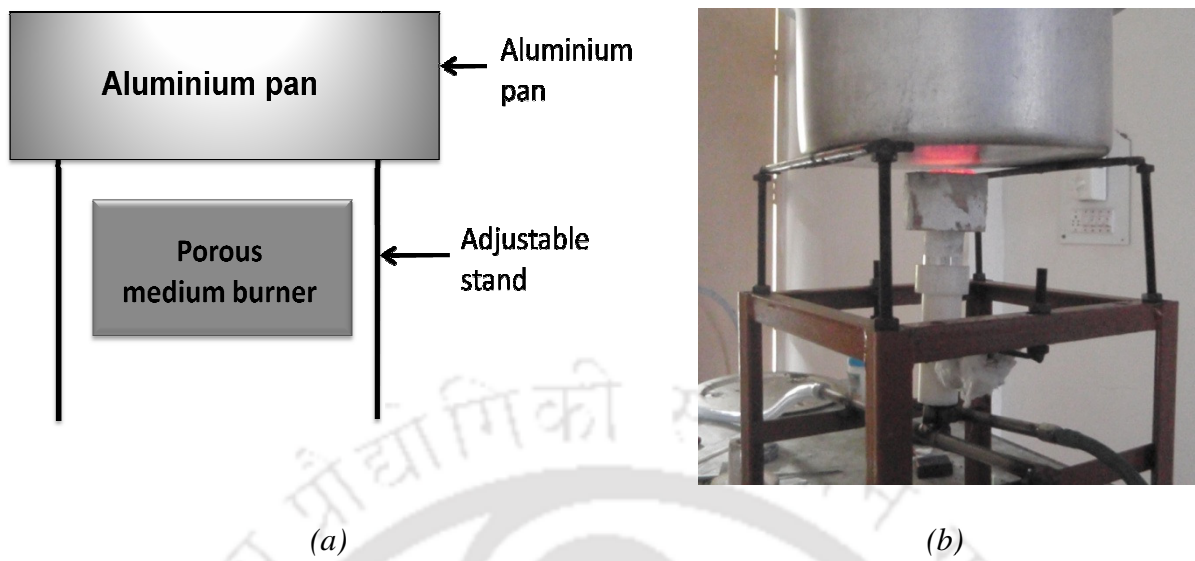 Aluminium pan
Aluminium
pan
Porous
medium burner
Adjustable
stand
प्रौद्योगिकी
(a)
(b)